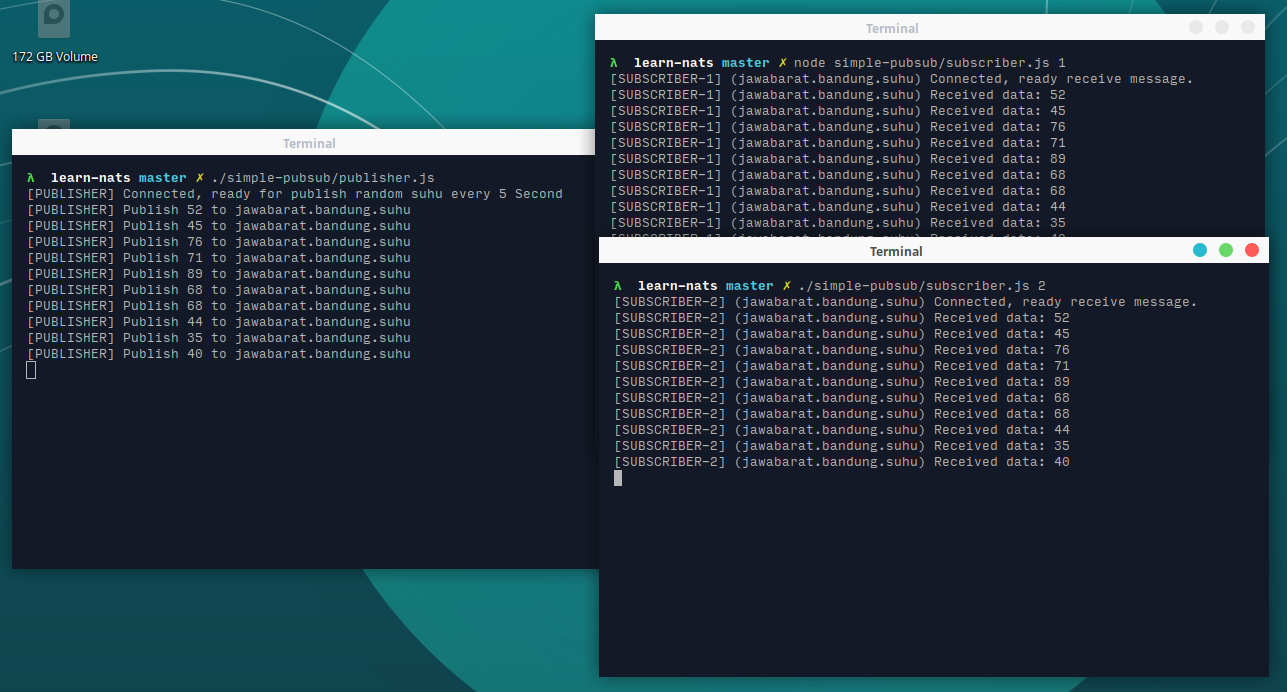 172 GB Volume
Terminal
λ learn-nats master ✗ ./simple-pubsub/publisher.js
[PUBLISHER] Connected, ready for publish random suhu every 5 Second
[PUBLISHER] Publish 52 to jawabarat.bandung.suhu
[PUBLISHER] Publish 45 to jawabarat.bandung.suhu
[PUBLISHER] Publish 76 to jawabarat.bandung.suhu
[PUBLISHER] Publish 71 to jawabarat.bandung.suhu
[PUBLISHER] Publish 89 to jawabarat.bandung.suhu
[PUBLISHER] Publish 68 to jawabarat.bandung.suhu
[PUBLISHER] Publish 68 to jawabarat.bandung.suhu
[PUBLISHER] Publish 44 to jawabarat.bandung.suhu
[PUBLISHER] Publish 35 to jawabarat.bandung.suhu
[PUBLISHER] Publish 40 to jawabarat.bandung.suhu
Terminal
λ learn-nats master ✗ node simple-pubsub/subscriber.js 1
[SUBSCRIBER-1] (jawabarat.bandung.suhu) Connected, ready receive message.
[SUBSCRIBER-1] (jawabarat.bandung.suhu) Received data: 52
[SUBSCRIBER-1] (jawabarat.bandung.suhu) Received data: 45
[SUBSCRIBER-1] (jawabarat.bandung.suhu) Received data: 76
[SUBSCRIBER-1] (jawabarat.bandung.suhu) Received data: 71
[SUBSCRIBER-1] (jawabarat.bandung.suhu) Received data: 89
[SUBSCRIBER-1] (jawabarat.bandung.suhu) Received data: 68
[SUBSCRIBER-1] (jawabarat.bandung.suhu) Received data: 68
[SUBSCRIBER-1] (jawabarat.bandung.suhu) Received data: 44
[SUBSCRIBER-1] (jawabarat.bandung.suhu) Received data: 35
Terminal
λ learn-nats master ✗ ./simple-pubsub/subscriber.js 2
[SUBSCRIBER-2] (jawabarat.bandung.suhu) Connected, ready receive message.
[SUBSCRIBER-2] (jawabarat.bandung.suhu) Received data: 52
[SUBSCRIBER-2] (jawabarat.bandung.suhu) Received data: 45
[SUBSCRIBER-2] (jawabarat.bandung.suhu) Received data: 76
[SUBSCRIBER-2] (jawabarat.bandung.suhu) Received data: 71
[SUBSCRIBER-2] (jawabarat.bandung.suhu) Received data: 89
[SUBSCRIBER-2] (jawabarat.bandung.suhu) Received data: 68
[SUBSCRIBER-2] (jawabarat.bandung.suhu) Received data: 68
[SUBSCRIBER-2] (jawabarat.bandung.suhu) Received data: 44
[SUBSCRIBER-2] (jawabarat.bandung.suhu) Received data: 35
[SUBSCRIBER-2] (jawabarat.bandung.suhu) Received data: 40